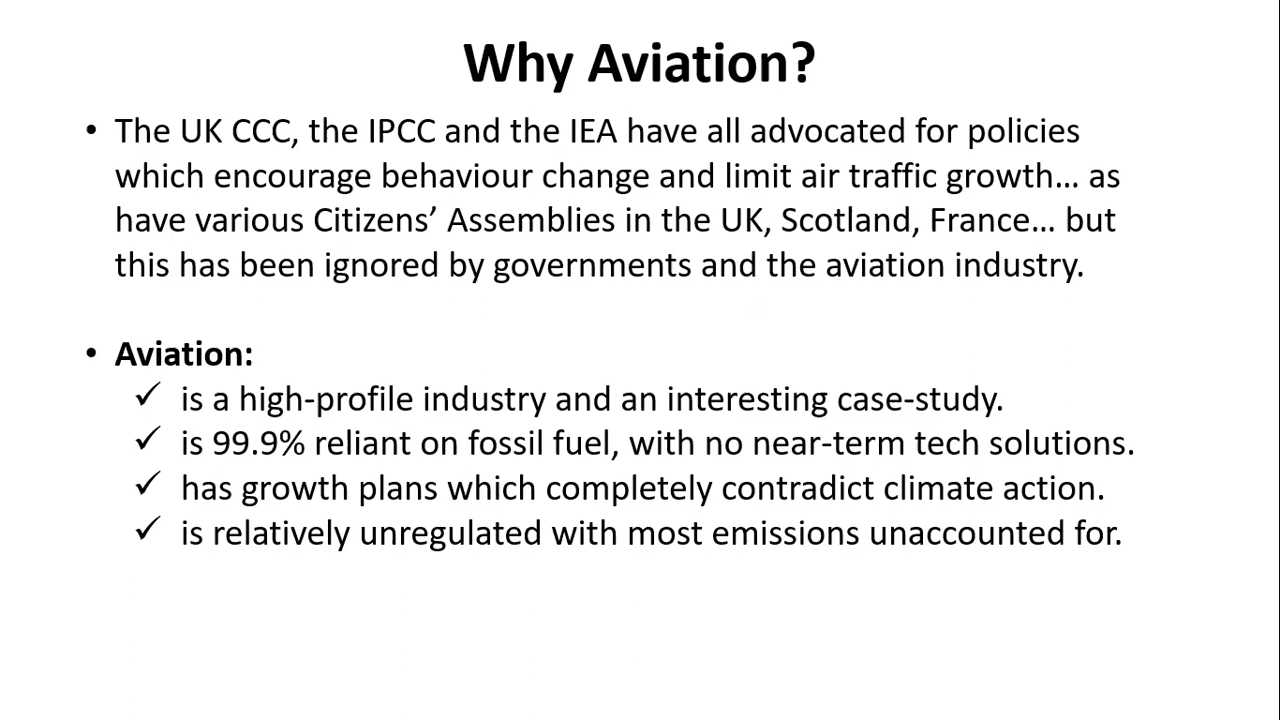 Why Aviation?
• The UK CCC, the IPCC and the IEA have all advocated for policies
which encourage behaviour change and limit air traffic growth… as
have various Citizens’ Assemblies in the UK, Scotland, France… but
this has been ignored by governments and the aviation industry.
• Aviation:
✓ is a high-profile industry and an interesting case-study.
✓ is 99.9% reliant on fossil fuel, with no near-term tech solutions.
✓ has growth plans which completely contradict climate action.
✓ is relatively unregulated with most emissions unaccounted for.